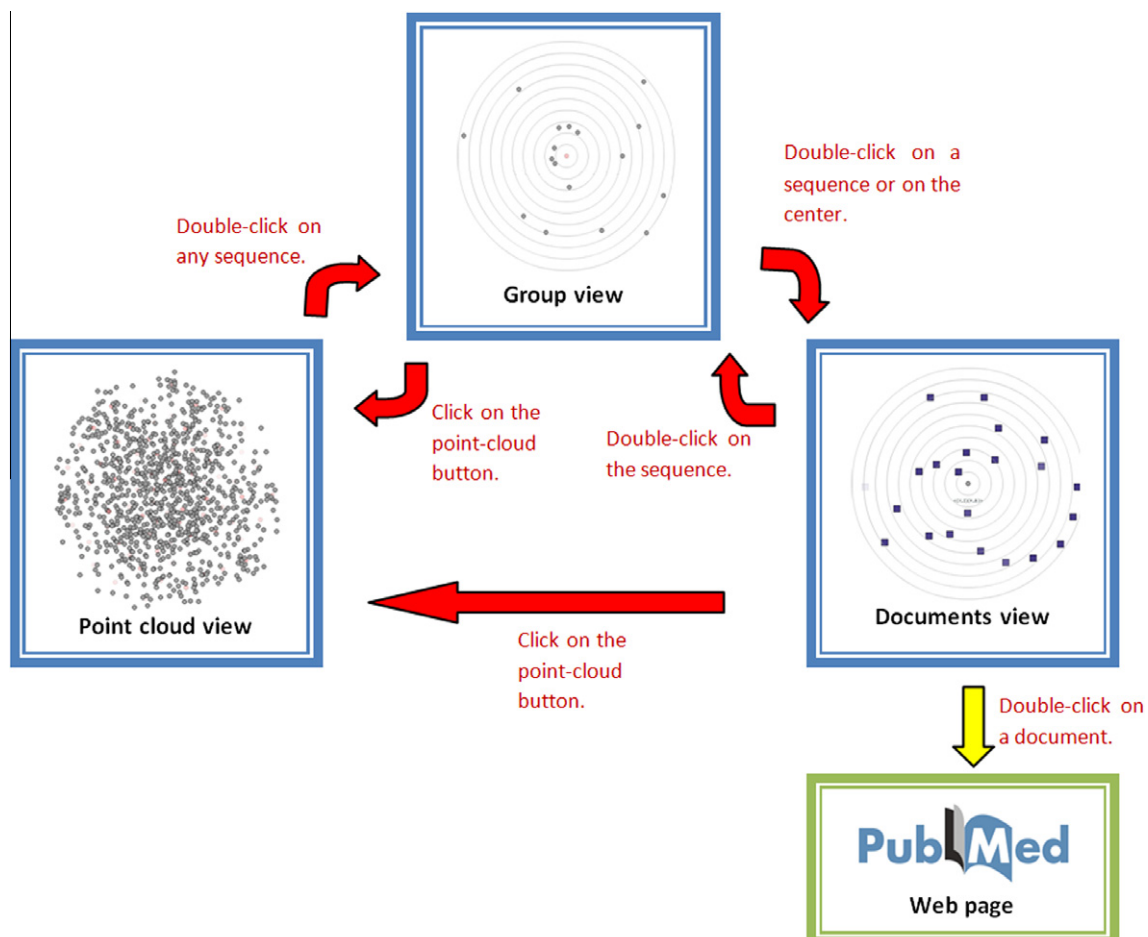 Group view
Double-click on a
sequence or on the
center.
Double-click on
any sequence.
Click on the
point-cloud
button.
Double-click on
the sequence.
Point cloud view
Documents view
Click on the
point-cloud
button.
Double-click on
a document.
PubMed
Web page